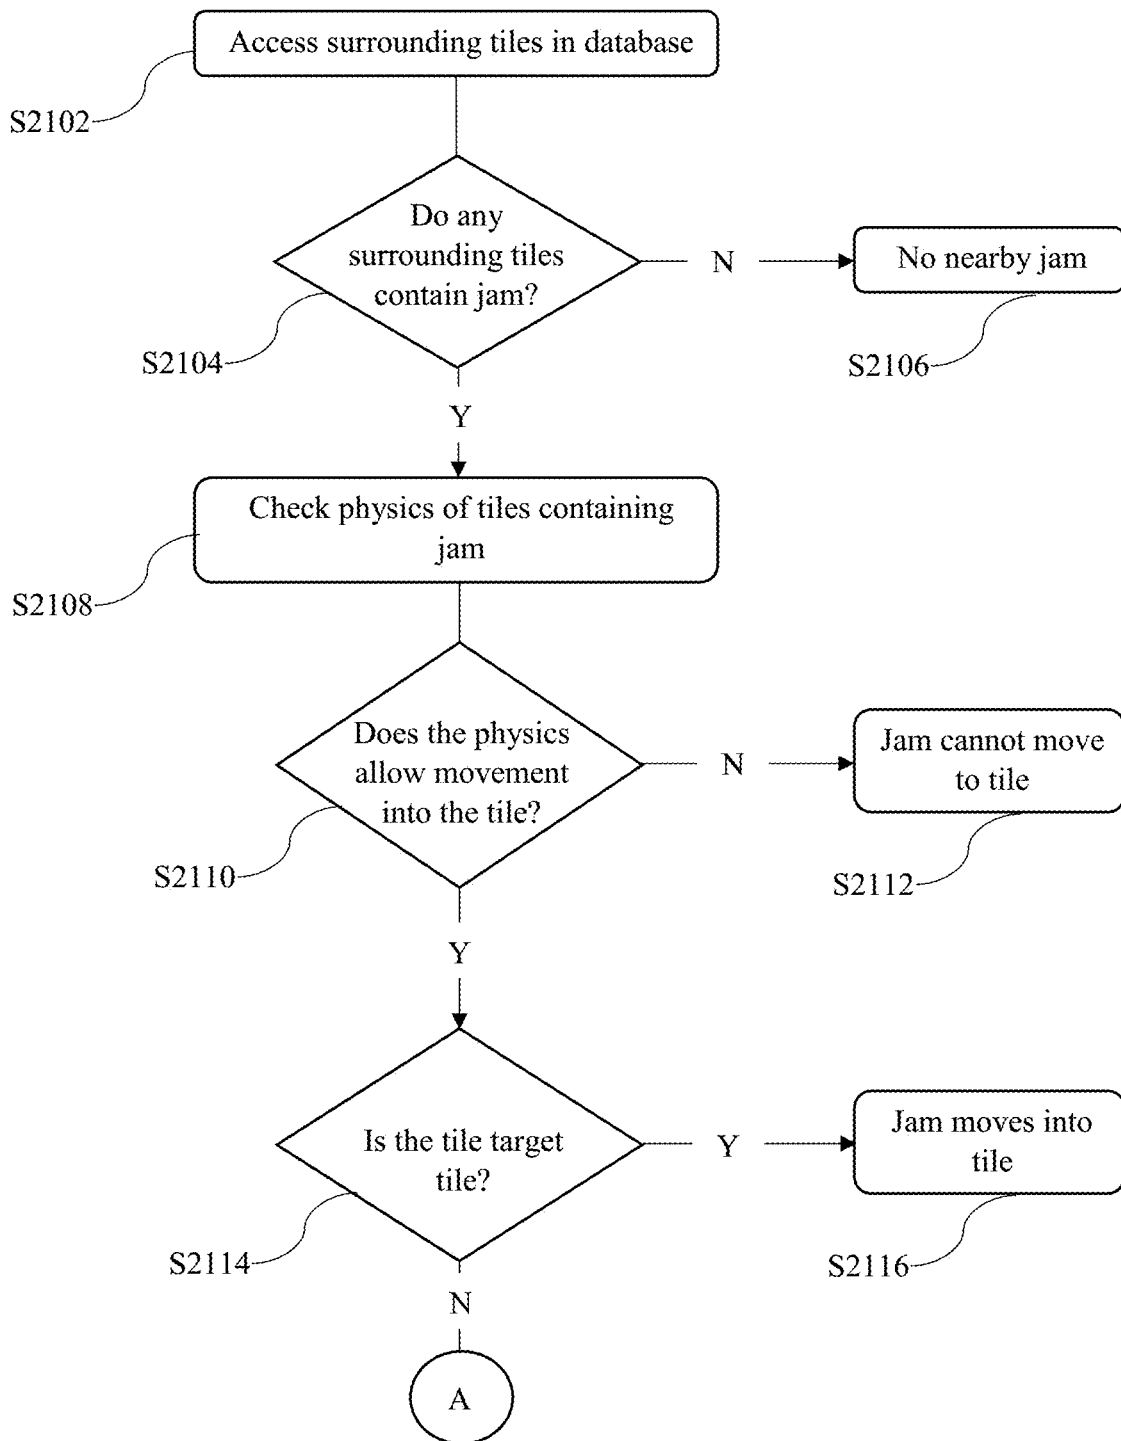 Access surrounding tiles in database
S2102
Do any
surrounding tiles
contain jam?
N
No nearby jam
S2104
S2106
Y
Check physics of tiles containing
jam
S2108
Does the physics
allow movement
into the tile?
N
Jam cannot move
to tile
S2110
S2112
Y
Is the tile target
tile?
Y
Jam moves into
tile
S2114
S2116
N
A